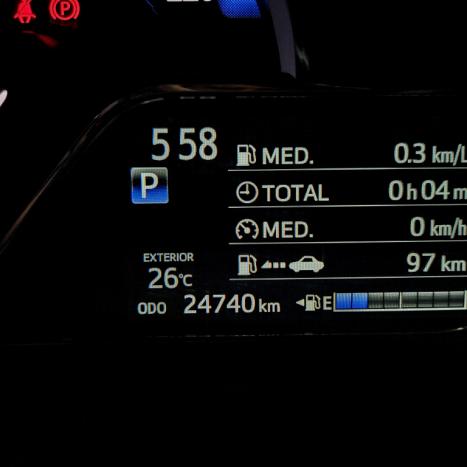 5 58
MED. 0.3 km/L
P
TOTAL 0h04m
MED. 0 km/h
EXTERIOR
26°C
97 km
ODO 24740 km
E